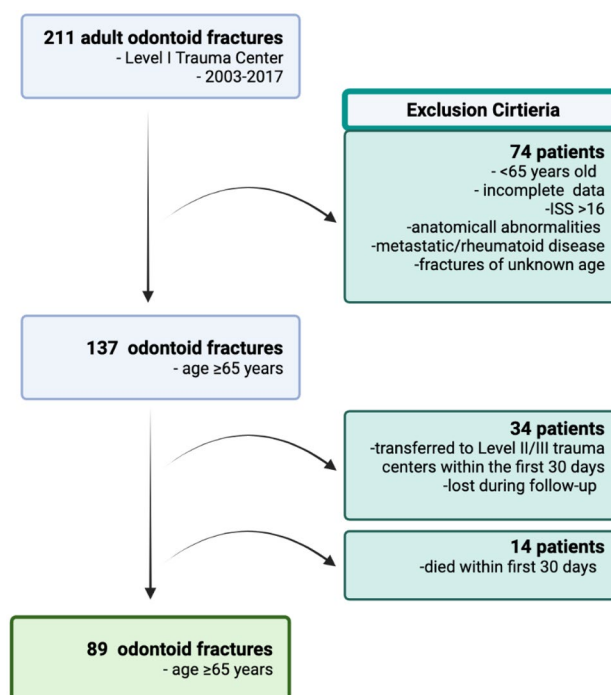 211 adult odontoid fractures
- Level I Trauma Center
- 2003-2017
Exclusion Cirtieria
74 patients
- <65 years old
- incomplete data
-ISS >16
-anatomicall abnormalities
-metastatic/rheumatoid disease
-fractures of unknown age
137 odontoid fractures
- age ≥65 years
34 patients
-transferred to Level II/III trauma
centers within the first 30 days
-lost during follow-up
14 patients
-died within first 30 days
89 odontoid fractures
- age ≥65 years